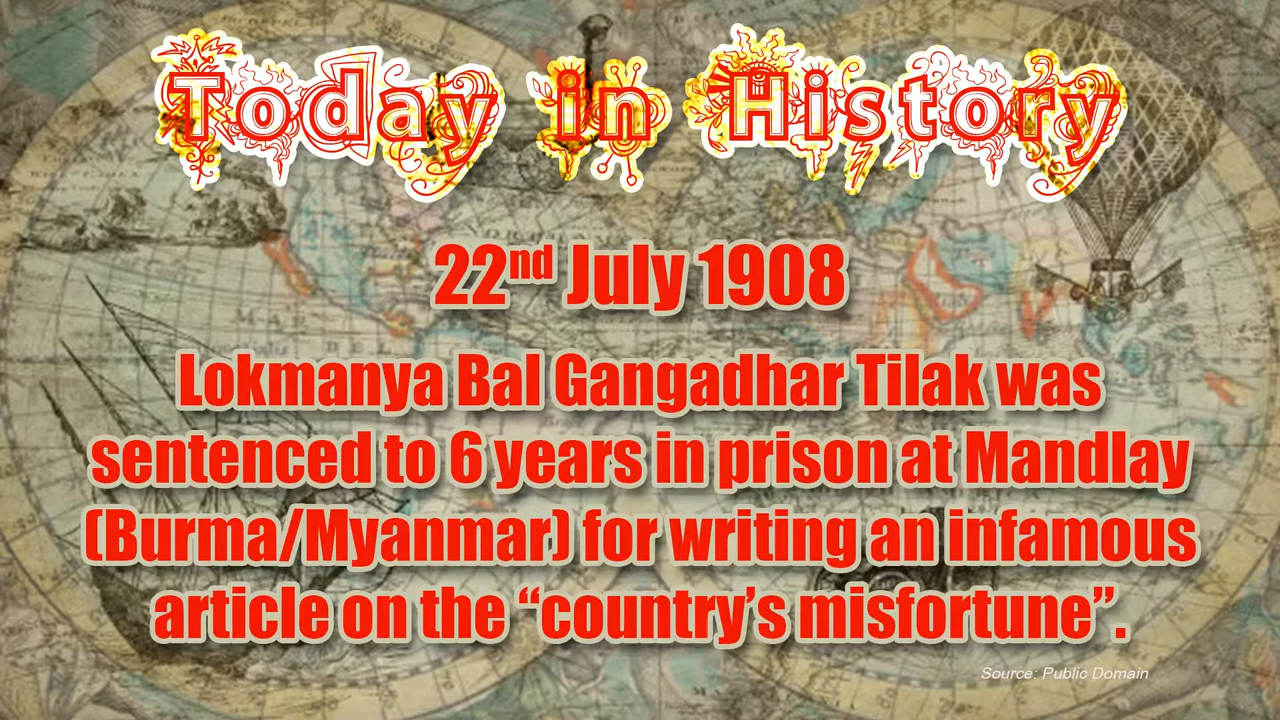 Today in History
22nd July 1908
Lokmanya Bal Gangadhar Tilak was
sentenced to 6 years in prison at Mandlay
(Burma/Myanmar) for writing an infamous
article on the “country’s misfortune”.
Source: Public Domain